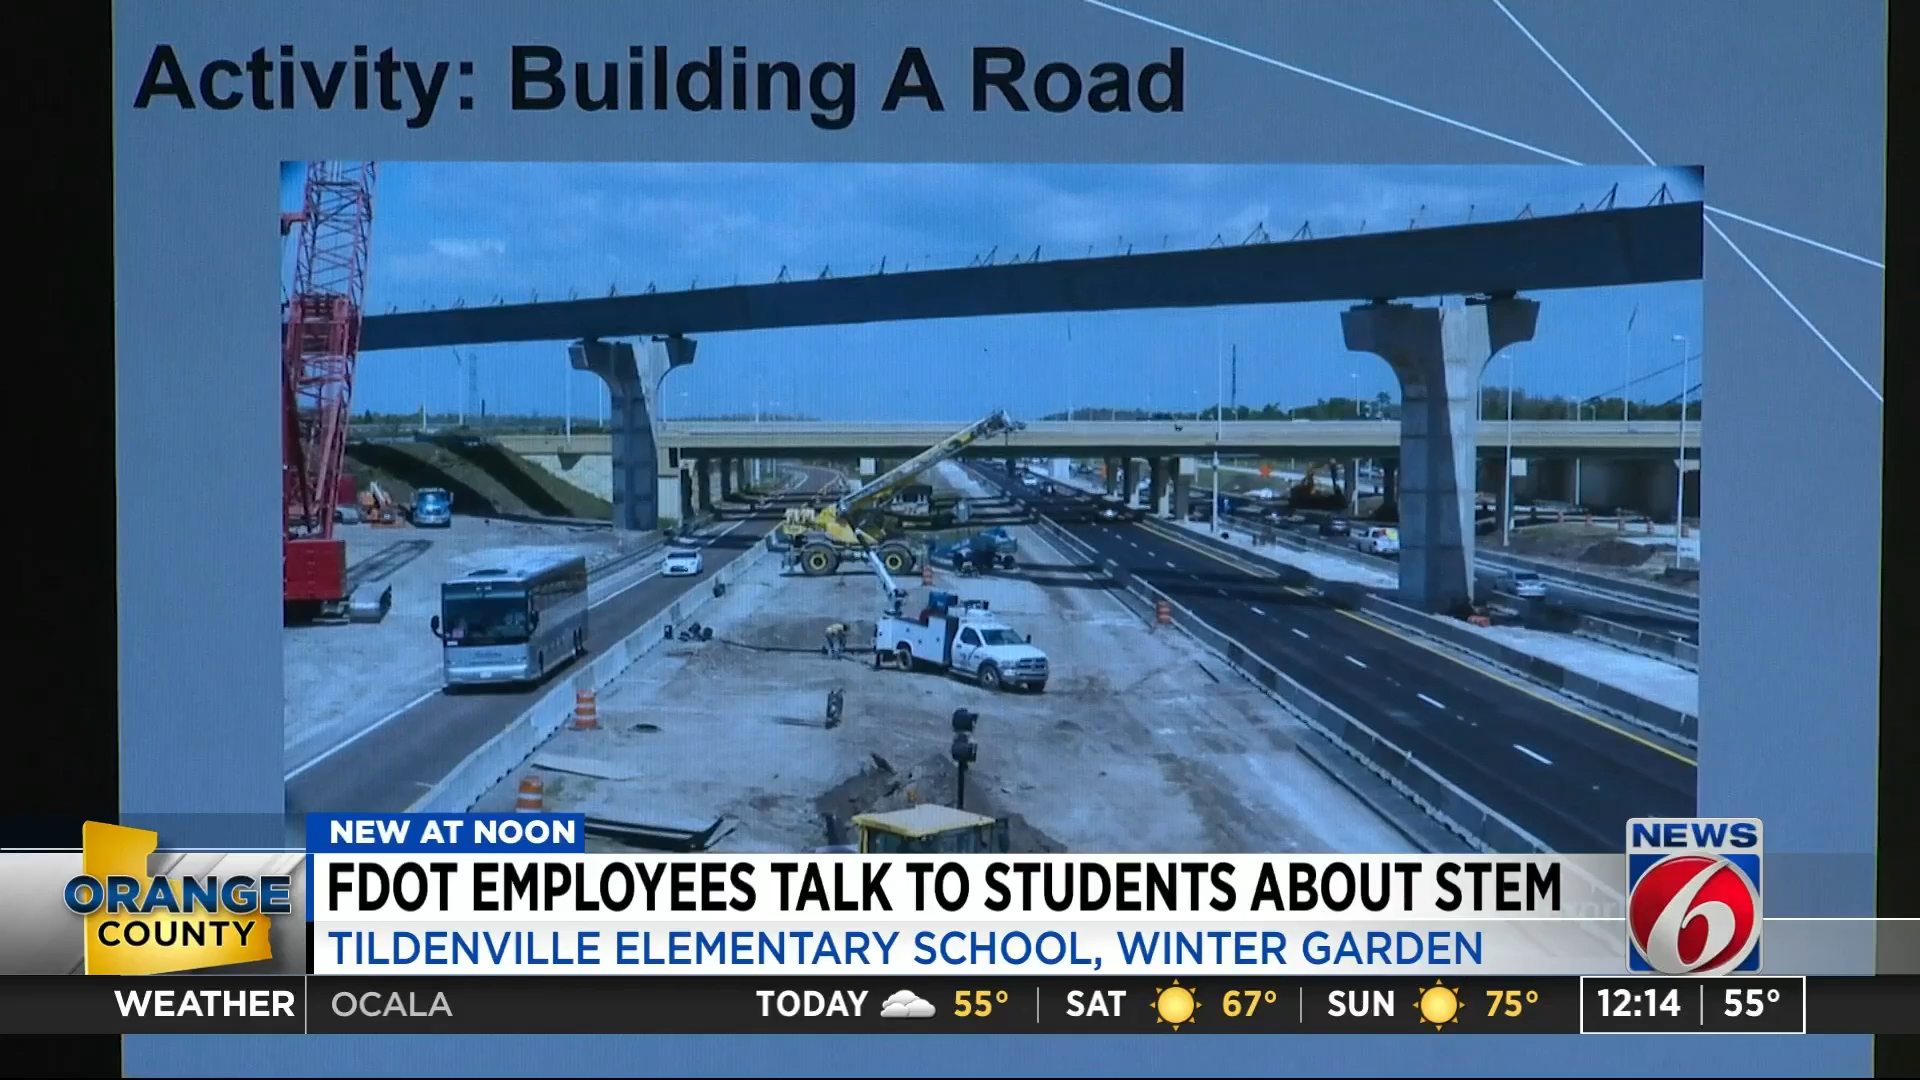 Activity: Building A Road
NEW AT NOON
FDOT EMPLOYEES TALK TO STUDENTS ABOUT STEM
TILDENVILLE ELEMENTARY SCHOOL, WINTER GARDEN
ORANGE
COUNTY
NEWS
6
WEATHER OCALA TODAY 55° SAT 67° SUN 75° 12:14 55°